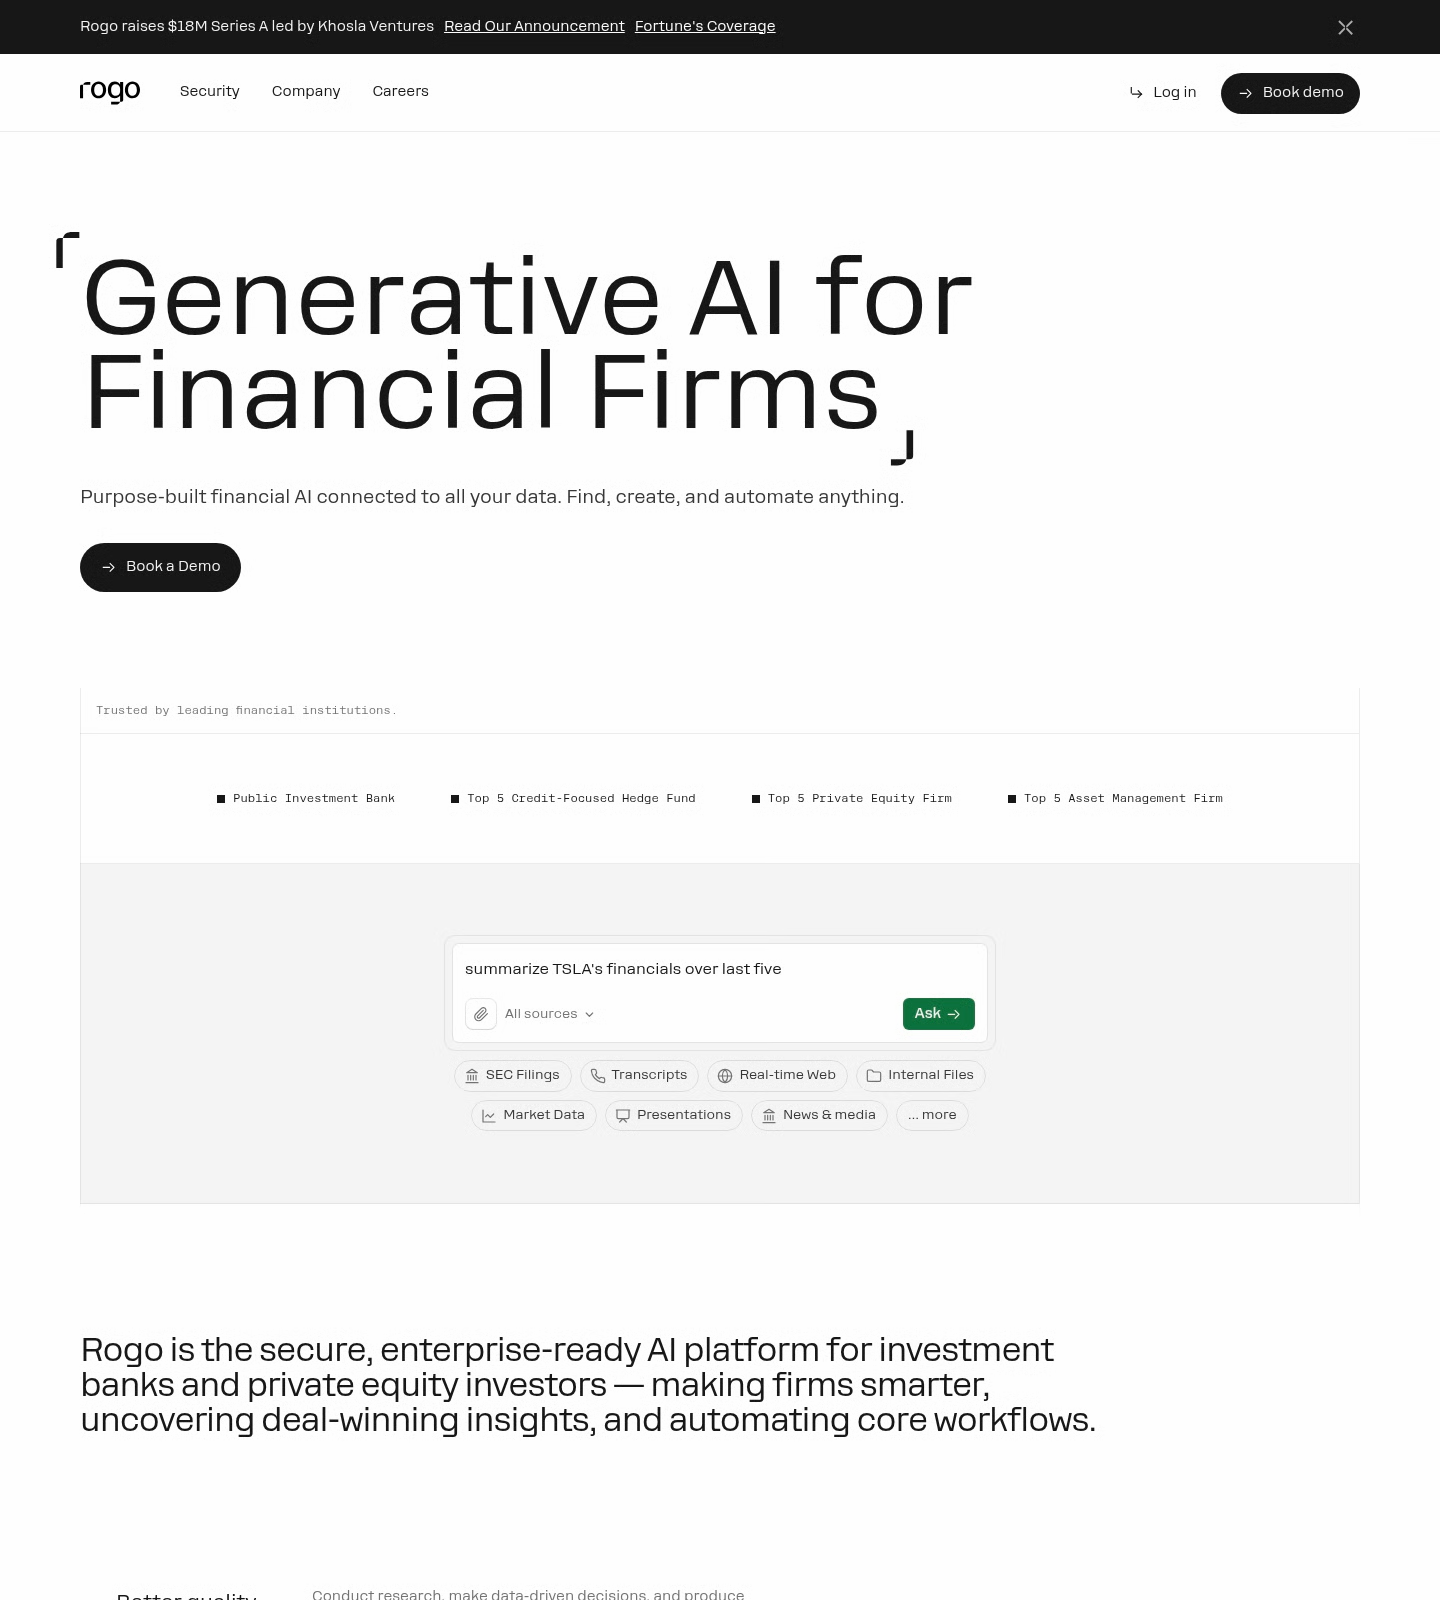 Rogo raises $18M Series A led by Khosla Ventures Read Our Announcement Fortune's Coverage
rogo Security Company Careers Log in Book demo
Generative AI for
Financial Firms
Purpose-built financial AI connected to all your data. Find, create, and automate anything.
Book a Demo
Trusted by leading financial institutions.
Public Investment Bank Top 5 Credit-Focused Hedge Fund Top 5 Private Equity Firm Top 5 Asset Management Firm
summarize TSLA's financials over last five
All sources Ask
SEC Filings Transcripts Real-time Web Internal Files
Market Data Presentations News & media ... more
Rogo is the secure, enterprise-ready AI platform for investment
banks and private equity investors — making firms smarter,
uncovering deal-winning insights, and automating core workflows.
Better quality Conduct research, make data-driven decisions, and produce